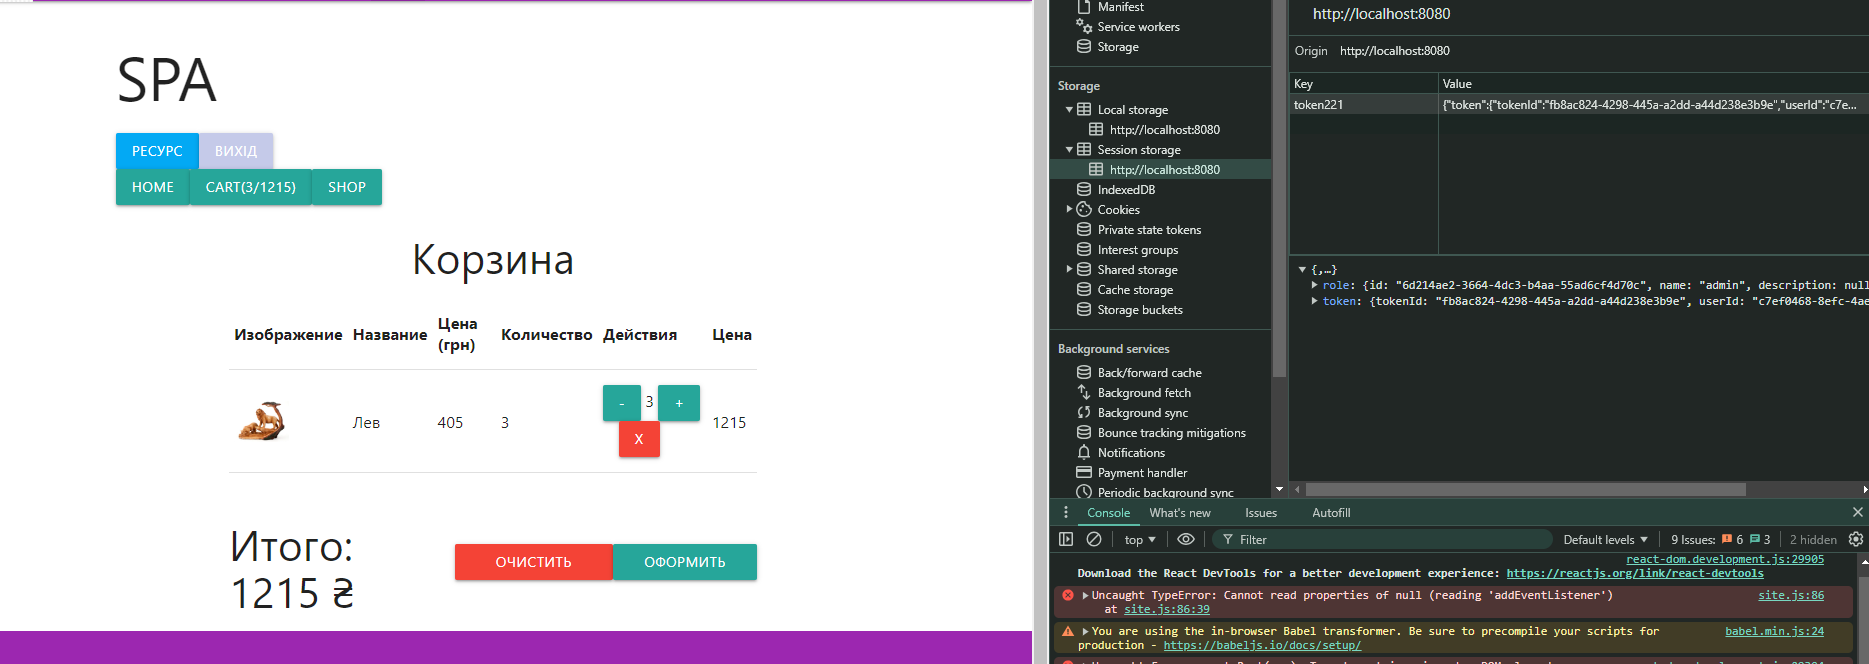 SPA
РЕСУРС ВИХІД
HOME CART(3/1215) SHOP
Корзина
Изображение Название Цена (грн) Количество Действия Цена
Лев 405 3 - 3 + 1215
X
Итого:
1215 ₴
ОЧИСТИТЬ ОФОРМИТЬ
Manifest
Service workers
Storage
Storage
Local storage
http://localhost:8080
Session storage
http://localhost:8080
IndexedDB
Cookies
Private state tokens
Interest groups
Shared storage
Cache storage
Storage buckets
Background services
Back/forward cache
Background fetch
Background sync
Bounce tracking mitigations
Notifications
Payment handler
Periodic background sync
http://localhost:8080
Origin http://localhost:8080
Key Value
token221 {"token":{"tokenId":"fb8ac824-4298-445a-a2dd-a44d238e3b9e","userId":"c7e...
{,…}
role: {id: "6d214ae2-3664-4dc3-b4aa-55ad6cf4d70c", name: "admin", description: null
token: {tokenId: "fb8ac824-4298-445a-a2dd-a44d238e3b9e", userId: "c7ef0468-8efc-4ae
Console What's new Issues Autofill
top Filter Default levels 9 Issues: 6 3 2 hidden
react-dom.development.js:29905
Download the React DevTools for a better development experience: https://reactjs.org/link/react-devtools
Uncaught TypeError: Cannot read properties of null (reading 'addEventListener') site.js:86
at site.js:86:39
You are using the in-browser Babel transformer. Be sure to precompile your scripts for babel.min.js:24
production - https://babeljs.io/docs/setup/